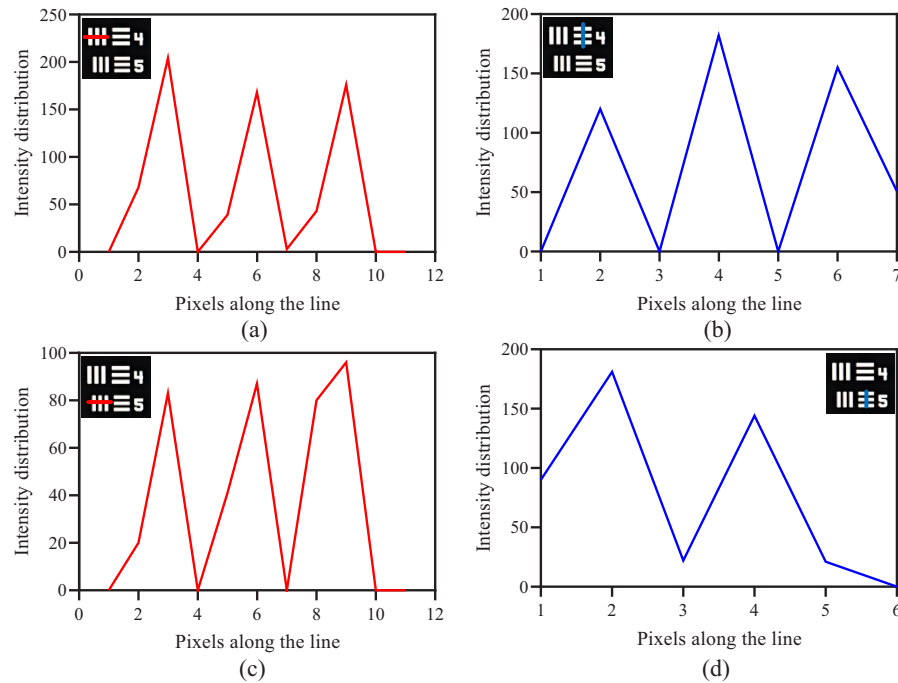 250
200
150
100
50
0
0 2 4 6 8 10 12
Intensity distribution
Pixels along the line
4
5
(a)
200
150
100
50
0
1 2 3 4 5 6 7
Intensity distribution
Pixels along the line
4
5
(b)
100
80
60
40
20
0
0 2 4 6 8 10 12
Intensity distribution
Pixels along the line
4
5
(c)
200
150
100
50
0
1 2 3 4 5 6
Intensity distribution
Pixels along the line
4
5
(d)